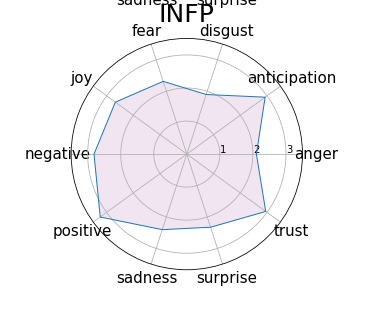 sadness surprise
INFP
fear disgust
joy anticipation
negative 1 2 3 anger
positive trust
sadness surprise